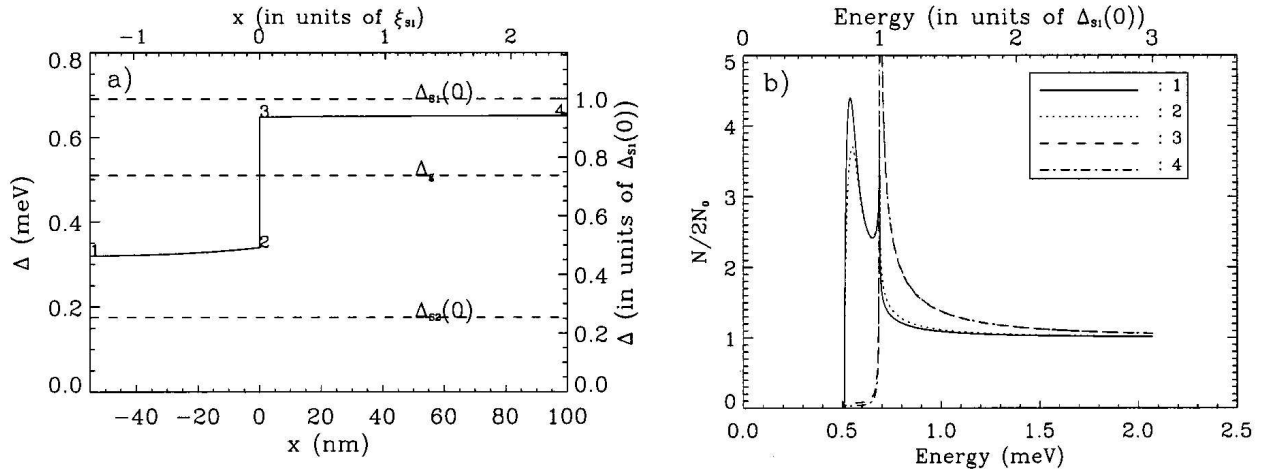 x (in units of ξS1)
-1 0 1 2
a)
0.8
0.6
0.4
0.2
0.0
Δ (meV)
ΔS1(0)
3 4
Δg
1 2
ΔS2(0)
1.0
0.8
0.6
0.4
0.2
0.0
Δ (in units of ΔS1(0))
-40 -20 0 20 40 60 80 100
x (nm)
Energy (in units of ΔS1(0))
0 1 2 3
b)
5
4
3
2
1
0
N/2N0
: 1
: 2
: 3
: 4
0.0 0.5 1.0 1.5 2.0 2.5
Energy (meV)